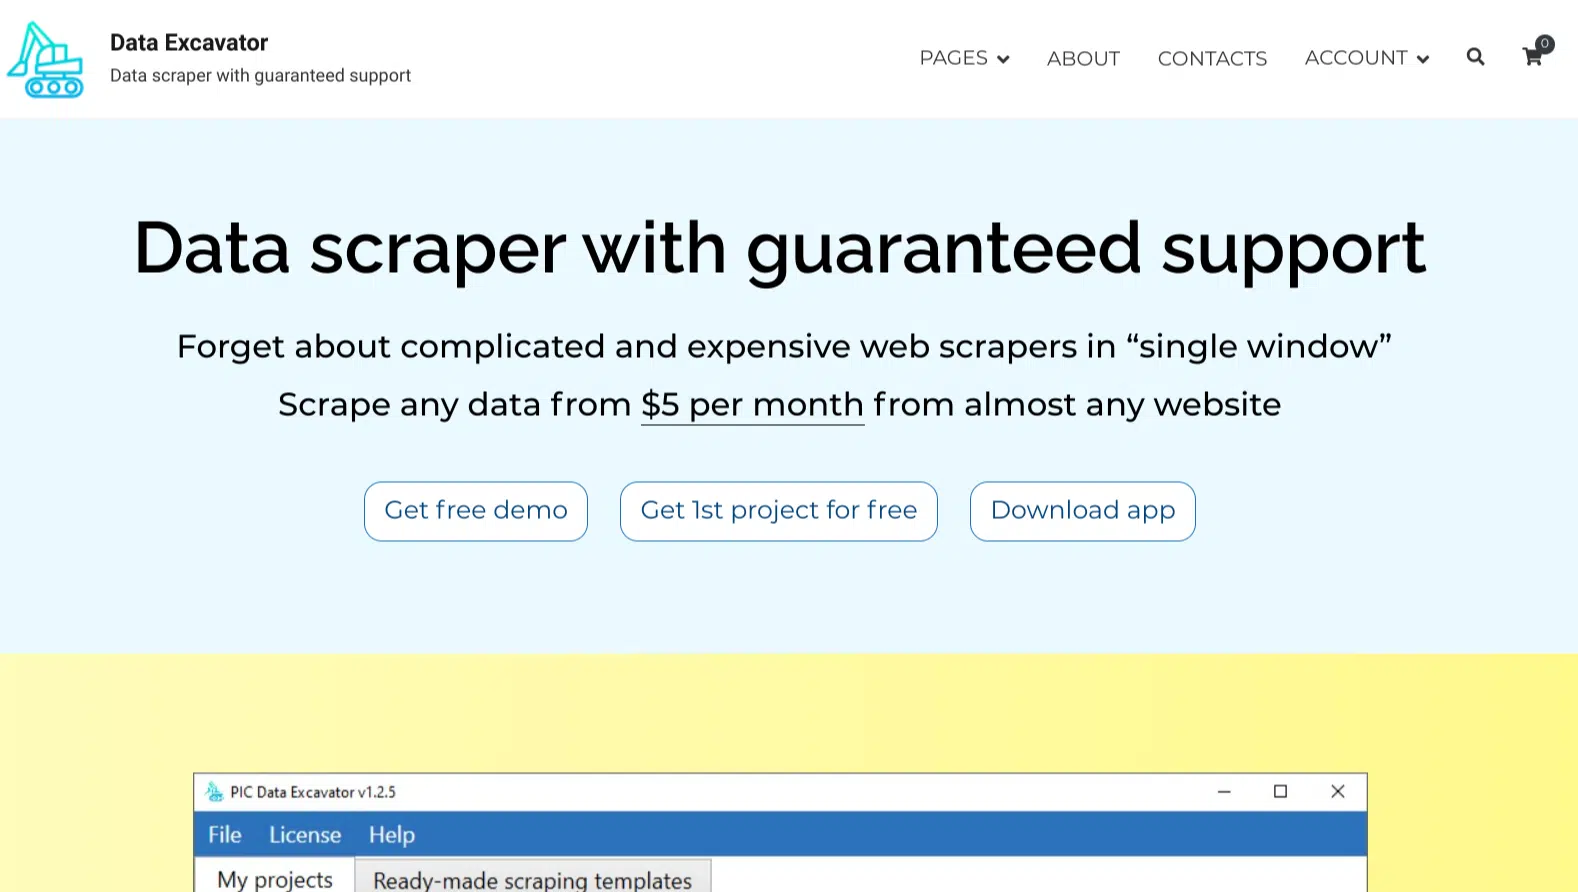 Data Excavator
Data scraper with guaranteed support
PAGES
ABOUT
CONTACTS
ACCOUNT
0
Data scraper with guaranteed support
Forget about complicated and expensive web scrapers in “single window”
Scrape any data from $5 per month from almost any website
Get free demo
Get 1st project for free
Download app
PIC Data Excavator v1.2.5
File License Help
My projects Ready-made scraping templates